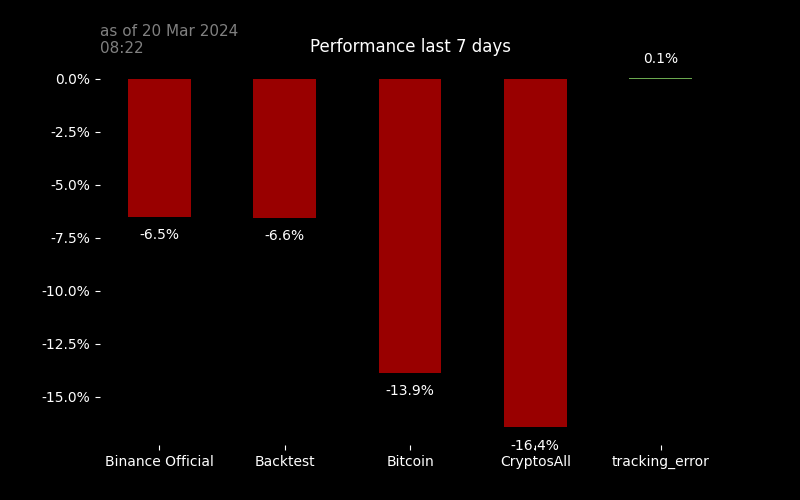 as of 20 Mar 2024
08:22
Performance last 7 days
0.1%
0.0%
-2.5%
-5.0%
-7.5%
-6.5%
-6.6%
-10.0%
-12.5%
-13.9%
-15.0%
-16.4%
Binance Official
Backtest
Bitcoin
CryptosAll
tracking_error